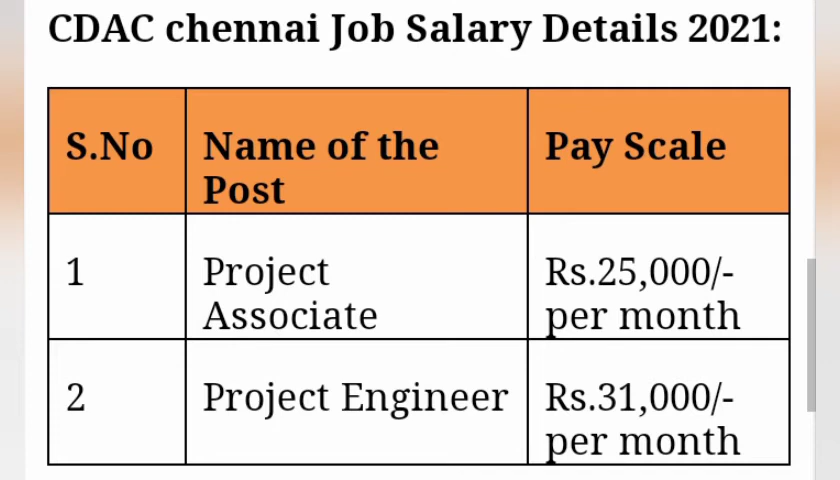 CDAC chennai Job Salary Details 2021:
S.No
Name of the
Post
Pay Scale
1
Project
Associate
Rs.25,000/-
per month
2
Project Engineer
Rs.31,000/-
per month